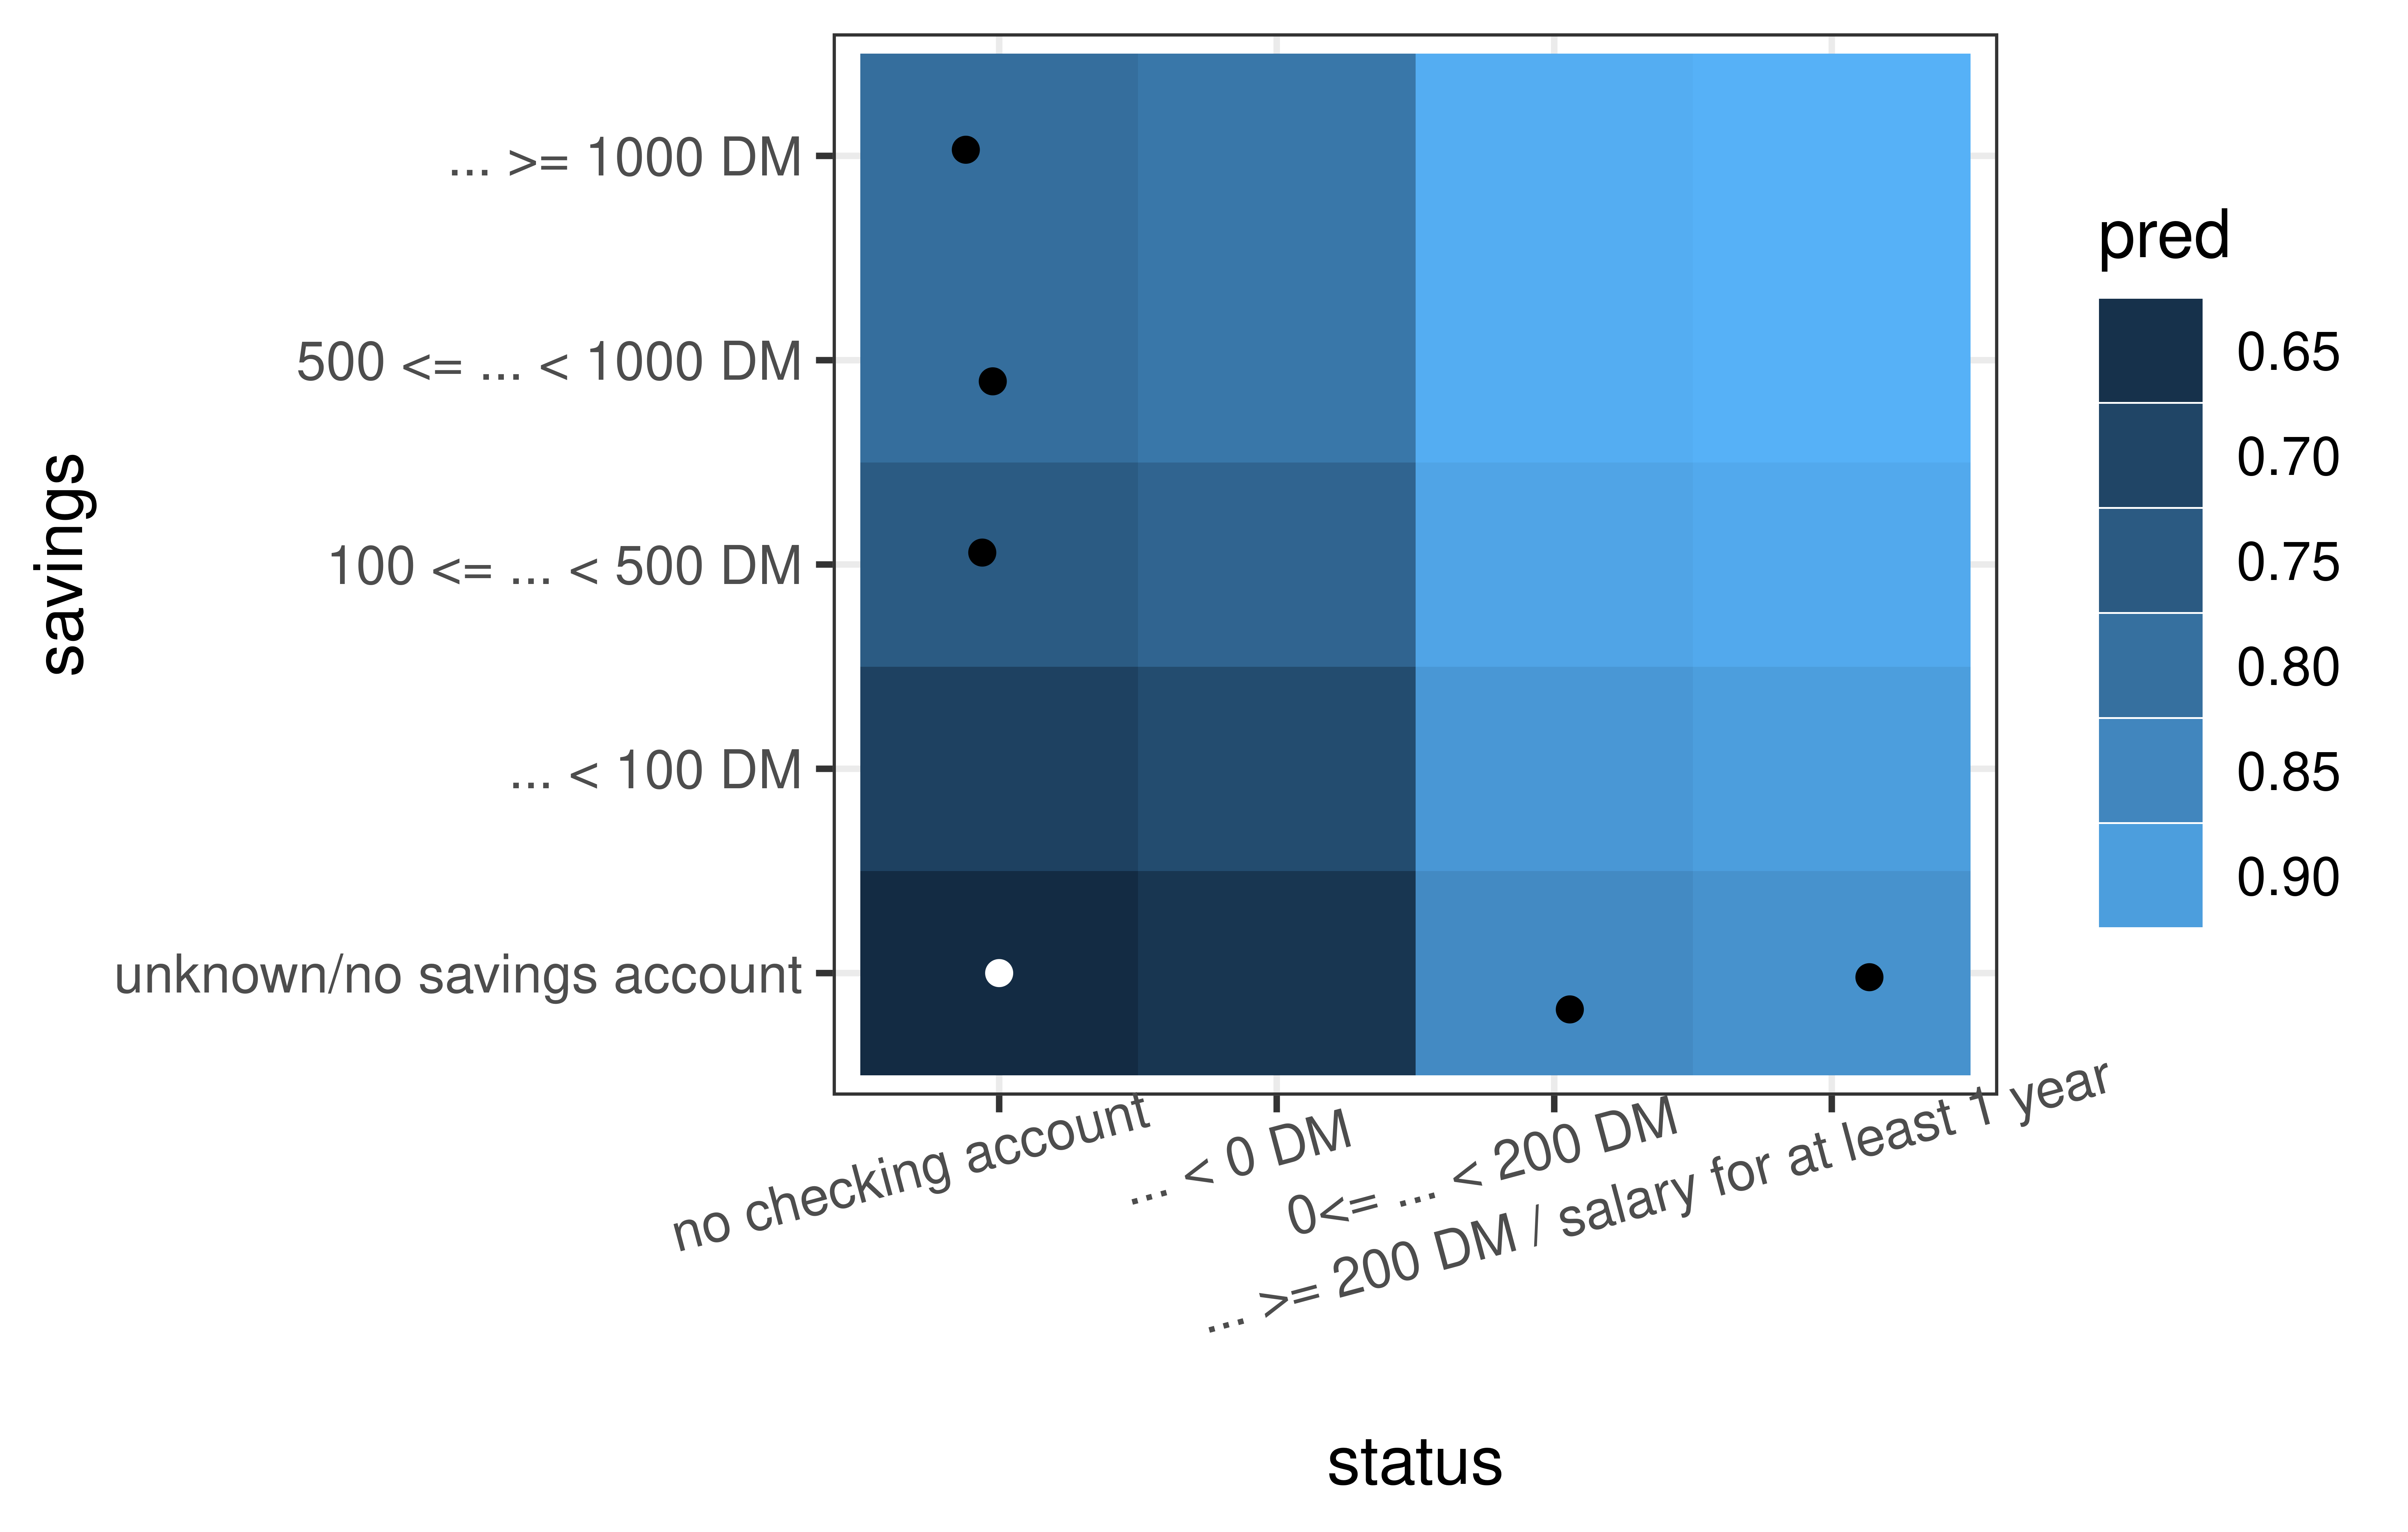 savings
... >= 1000 DM
500 <= ... < 1000 DM
100 <= ... < 500 DM
... < 100 DM
unknown/no savings account
no checking account
... < 0 DM
0<= ... < 200 DM
... >= 200 DM / salary for at least 1 year
status
pred
0.65
0.70
0.75
0.80
0.85
0.90